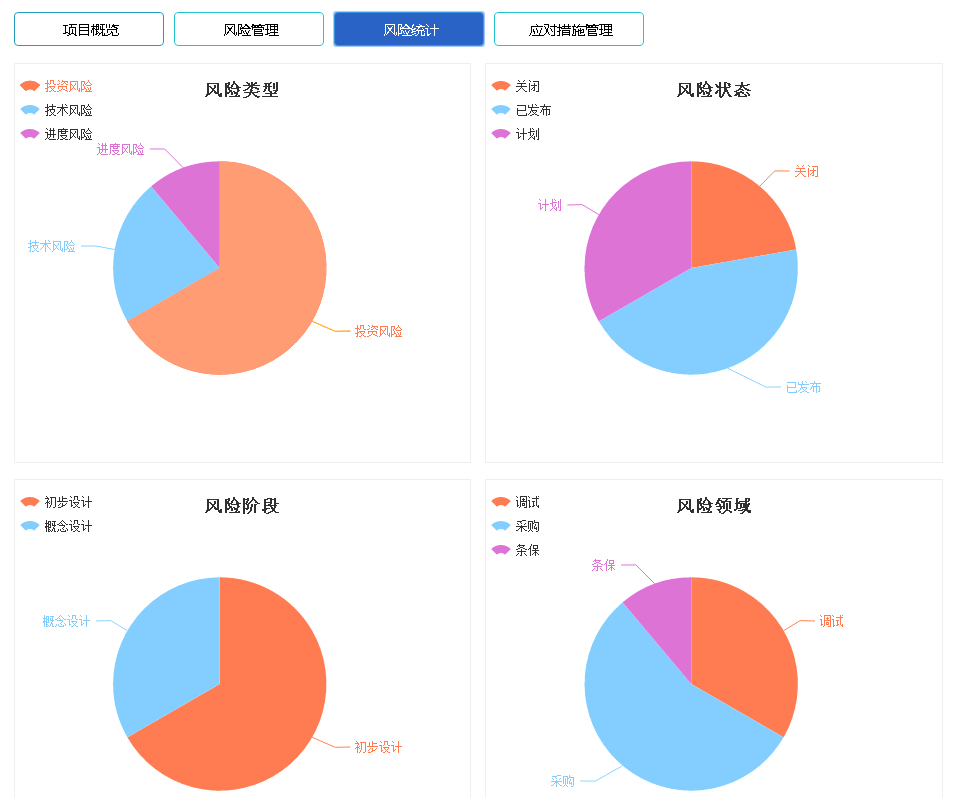 项目概览
风险管理
风险统计
应对措施管理
风险类型
投资风险
技术风险
进度风险
进度风险
技术风险
投资风险
风险状态
关闭
已发布
计划
关闭
计划
已发布
风险阶段
初步设计
概念设计
概念设计
初步设计
风险领域
调试
采购
条保
条保
调试
采购